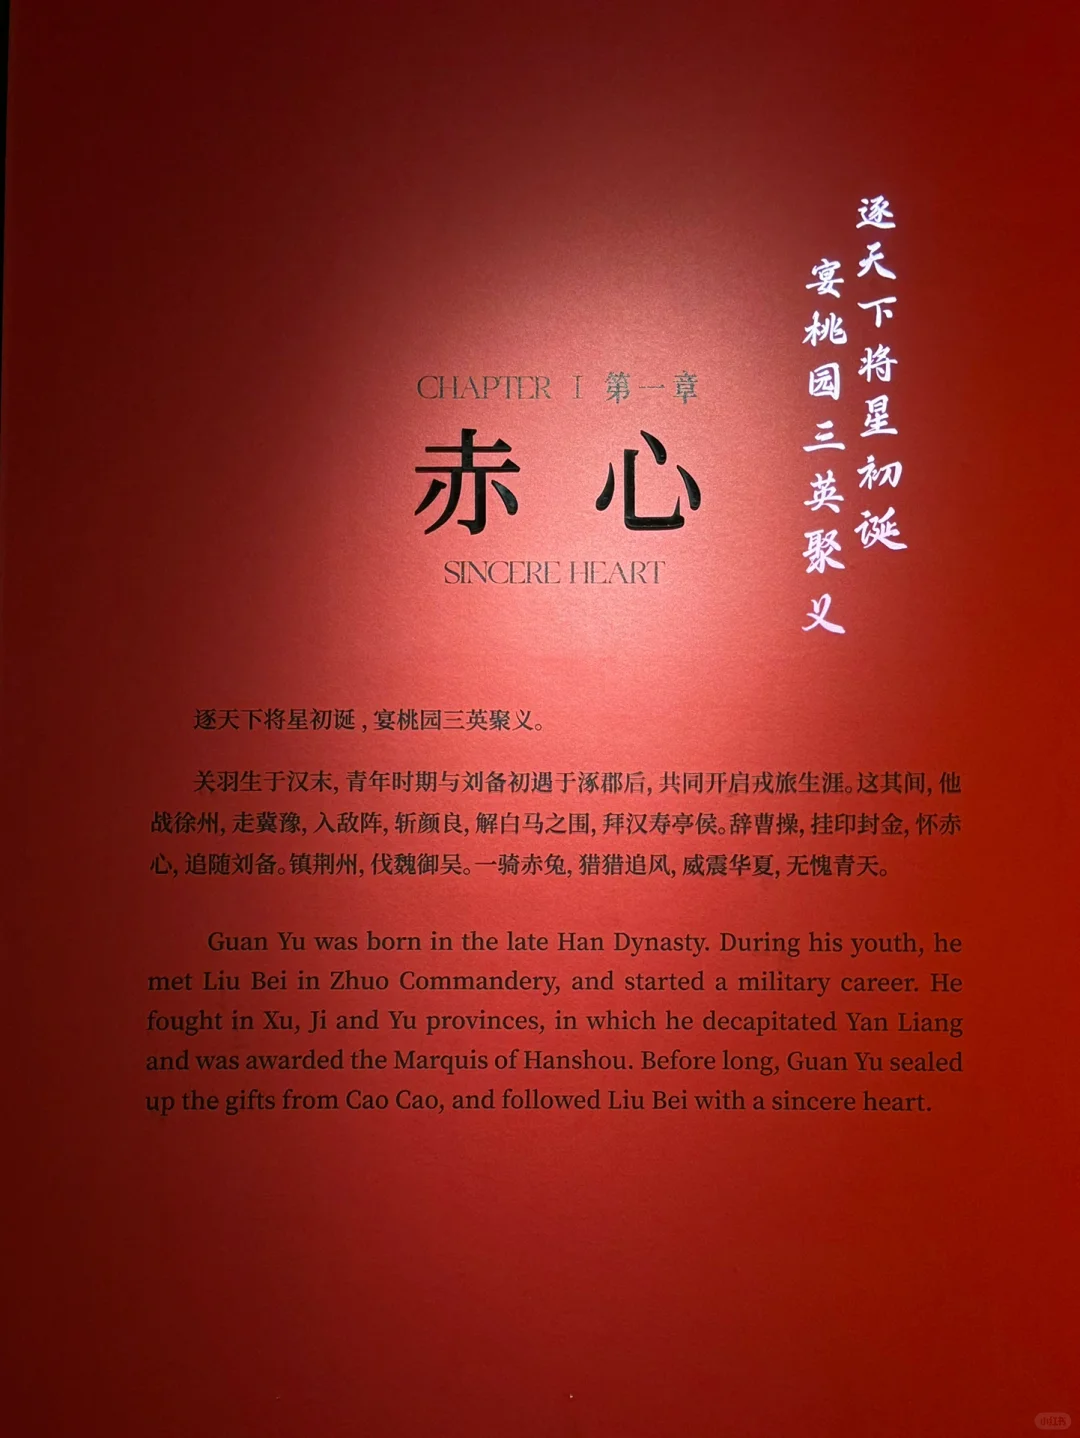 逐天下将星初诞
宴桃园三英聚义
CHAPTER I 第一章
赤心
SINCERE HEART
逐天下将星初诞，宴桃园三英聚义。
关羽生于汉末，青年时期与刘备初遇于涿郡后，共同开启戎旅生涯。这其间，他
战徐州，走冀豫，入敌阵，斩颜良，解白马之围，拜汉寿亭侯。辞曹操，挂印封金，怀赤
心，追随刘备。镇荆州，伐魏御吴。一骑赤兔，猎猎追风，威震华夏，无愧青天。
Guan Yu was born in the late Han Dynasty. During his youth, he
met Liu Bei in Zhuo Commandery, and started a military career. He
fought in Xu, Ji and Yu provinces, in which he decapitated Yan Liang
and was awarded the Marquis of Hanshou. Before long, Guan Yu sealed
up the gifts from Cao Cao, and followed Liu Bei with a sincere heart.
小红书